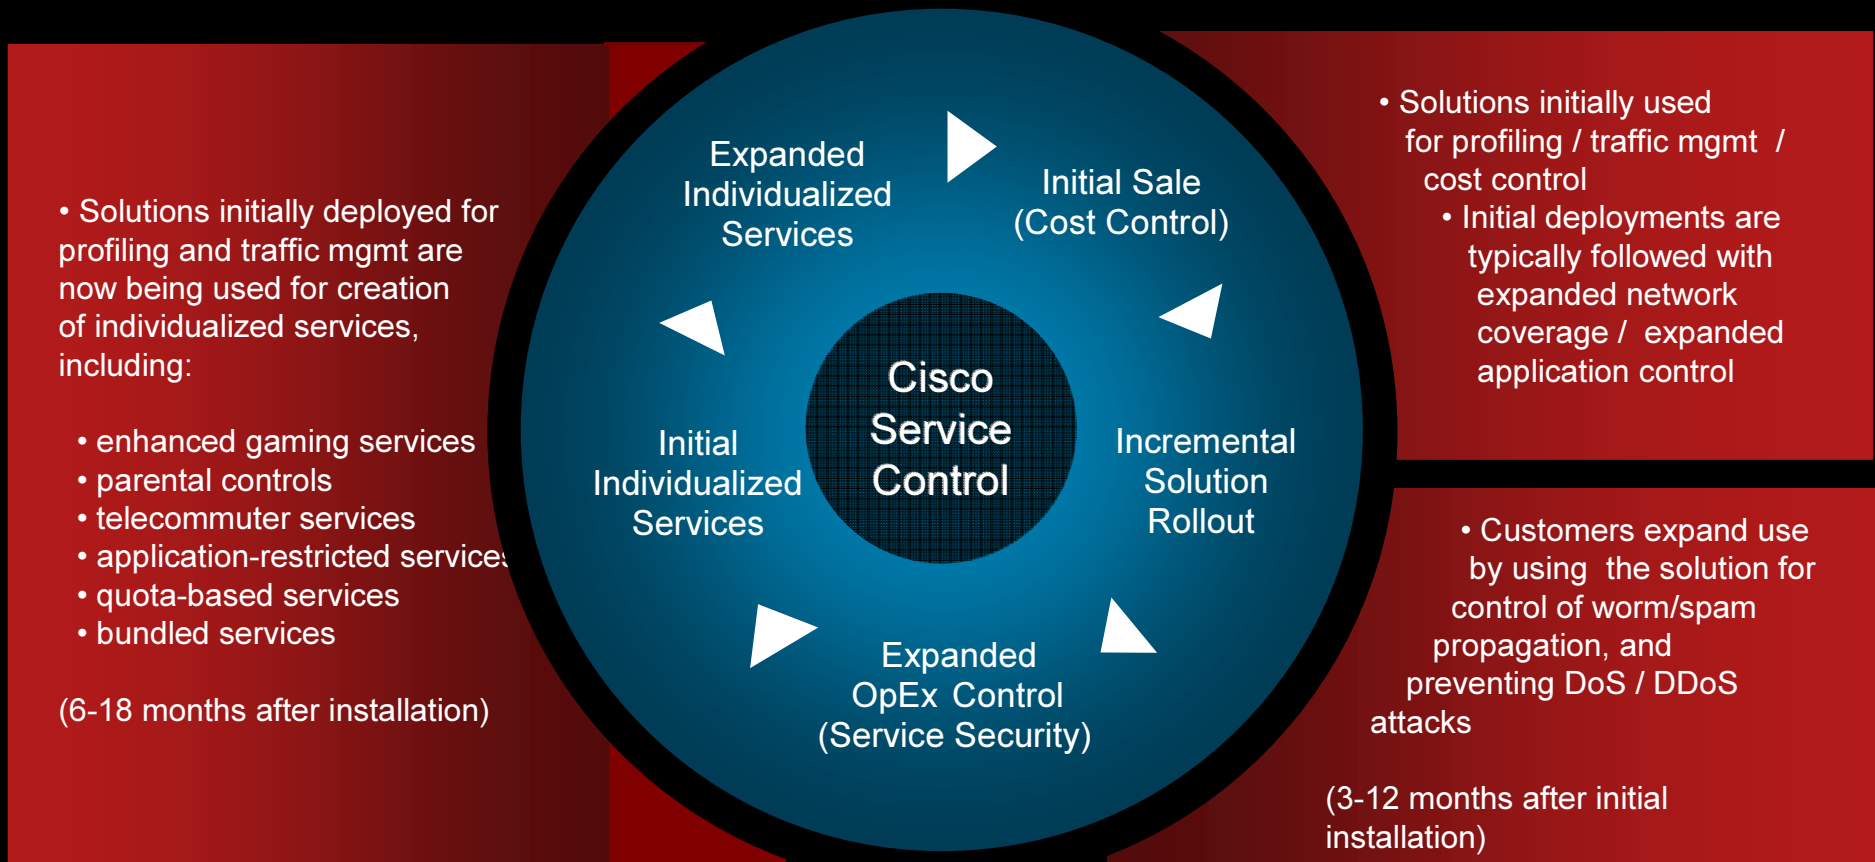 • Solutions initially deployed for
profiling and traffic mgmt are
now being used for creation
of individualized services,
including:
• enhanced gaming services
• parental controls
• telecommuter services
• application-restricted services
• quota-based services
• bundled services
(6-18 months after installation)
Expanded
Individualized
Services
Initial Sale
(Cost Control)
Initial
Individualized
Services
Cisco
Service
Control
Incremental
Solution
Rollout
Expanded
OpEx Control
(Service Security)
• Solutions initially used
for profiling / traffic mgmt /
cost control
• Initial deployments are
typically followed with
expanded network
coverage / expanded
application control
• Customers expand use
by using the solution for
control of worm/spam
propagation, and
preventing DoS / DDoS
attacks
(3-12 months after initial
installation)